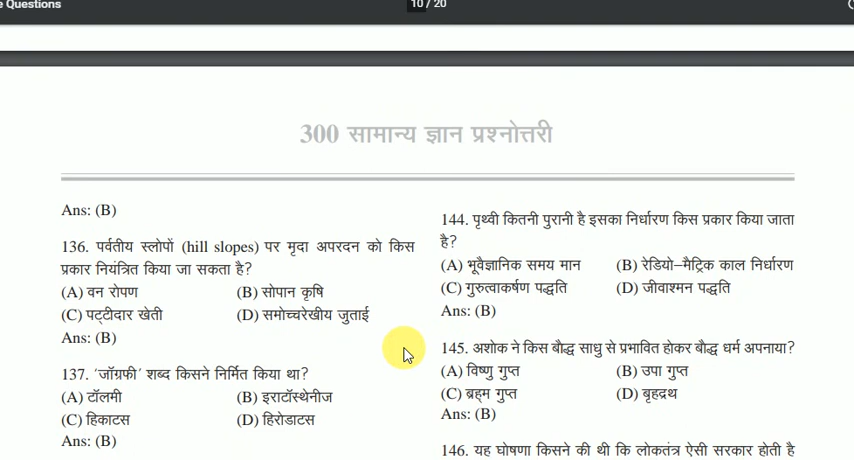 e Questions
10 / 20
300 सामान्य ज्ञान प्रश्नोत्तरी
Ans: (B)
136. पर्वतीय स्लोपों (hill slopes) पर मृदा अपरदन को किस
प्रकार नियंत्रित किया जा सकता है?
(A) वन रोपण (B) सोपान कृषि
(C) पट्टीदार खेती (D) समोच्चरेखीय जुताई
Ans: (B)
137. 'जॉग्रफी' शब्द किसने निर्मित किया था?
(A) टॉलमी (B) इराटॉस्थेनीज
(C) हिकाटस (D) हिरोडाटस
Ans: (B)
144. पृथ्वी कितनी पुरानी है इसका निर्धारण किस प्रकार किया जाता
है?
(A) भूवैज्ञानिक समय मान (B) रेडियो-मैट्रिक काल निर्धारण
(C) गुरुत्वाकर्षण पद्धति (D) जीवाश्मन पद्धति
Ans: (B)
145. अशोक ने किस बौद्ध साधु से प्रभावित होकर बौद्ध धर्म अपनाया?
(A) विष्णु गुप्त (B) उपा गुप्त
(C) ब्रह्म गुप्त (D) बृहद्रथ
Ans: (B)
146. यह घोषणा किसने की थी कि लोकतंत्र ऐसी सरकार होती है